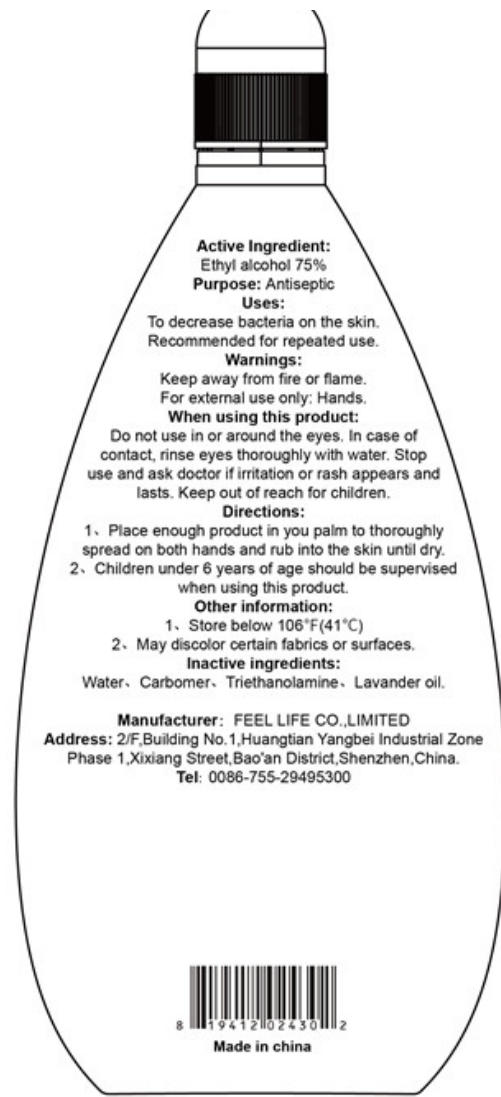 Active Ingredient:
Ethyl alcohol 75%
Purpose: Antiseptic
Uses:
To decrease bacteria on the skin.
Recommended for repeated use.
Warnings:
Keep away from fire or flame.
For external use only: Hands.
When using this product:
Do not use in or around the eyes. In case of
contact, rinse eyes thoroughly with water. Stop
use and ask doctor if irritation or rash appears and
lasts. Keep out of reach for children.
Directions:
1、Place enough product in you palm to thoroughly
spread on both hands and rub into the skin until dry.
2、Children under 6 years of age should be supervised
when using this product.
Other information:
1、Store below 106°F(41℃)
2、May discolor certain fabrics or surfaces.
Inactive ingredients:
Water、Carbomer、Triethanolamine、Lavander oil.
Manufacturer： FEEL LIFE CO.,LIMITED
Address: 2/F,Building No.1,Huangtian Yangbei Industrial Zone
Phase 1,Xixiang Street,Bao'an District,Shenzhen,China.
Tel: 0086-755-29495300
8 19412 02430 2
Made in china